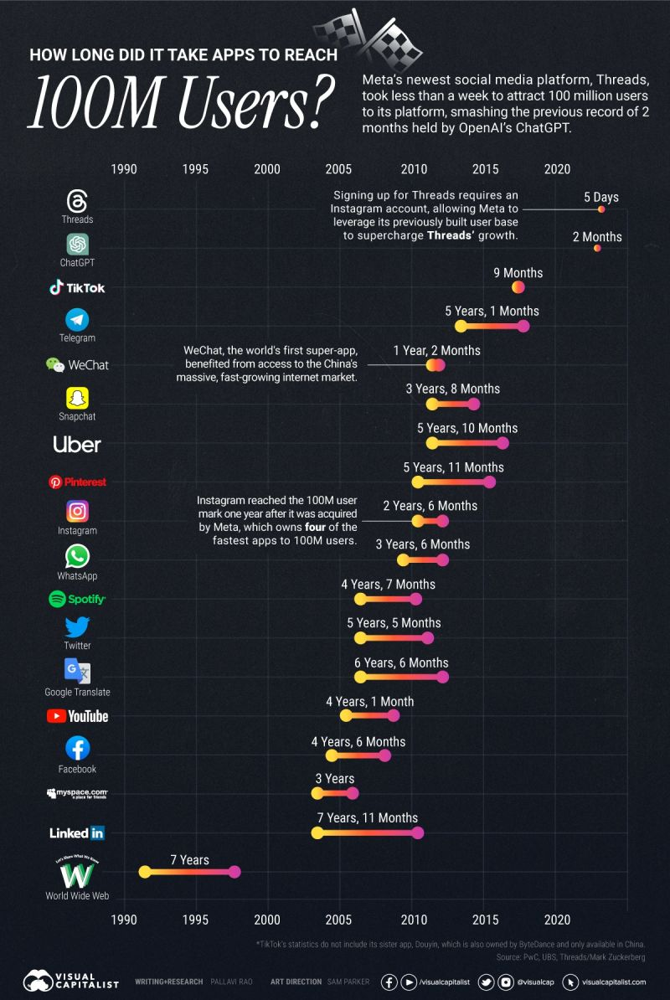 HOW LONG DID IT TAKE APPS TO REACH
100M Users?
Meta's newest social media platform, Threads,
took less than a week to attract 100 million users
to its platform, smashing the previous record of 2
months held by OpenAI's ChatGPT.
1990 1995 2000 2005 2010 2015 2020
Threads
Signing up for Threads requires an
Instagram account, allowing Meta to
leverage its previously built user base
to supercharge Threads' growth.
5 Days
ChatGPT
2 Months
TikTok
9 Months
Telegram
5 Years, 1 Months
WeChat
WeChat, the world's first super-app,
benefited from access to the China's
massive, fast-growing internet market.
1 Year, 2 Months
Snapchat
3 Years, 8 Months
Uber
5 Years, 10 Months
Pinterest
5 Years, 11 Months
Instagram
Instagram reached the 100M user
mark one year after it was acquired
by Meta, which owns four of the
fastest apps to 100M users.
2 Years, 6 Months
WhatsApp
3 Years, 6 Months
Spotify
4 Years, 7 Months
Twitter
5 Years, 5 Months
G
Google Translate
6 Years, 6 Months
YouTube
4 Years, 1 Month
Facebook
4 Years, 6 Months
myspace.com
a place for friends
3 Years
Linked in
7 Years, 11 Months
Let's Share What We Know
W
World Wide Web
7 Years
1990 1995 2000 2005 2010 2015 2020
*TikTok's statistics do not include its sister app, Douyin, which is also owned by ByteDance and only available in China.
Source: PwC, UBS, Threads/Mark Zuckerberg
VISUAL
CAPITALIST
WRITING+RESEARCH PALLAVI RAO
ART DIRECTION SAM PARKER
/visualcapitalist
@visualcap
visualcapitalist.com